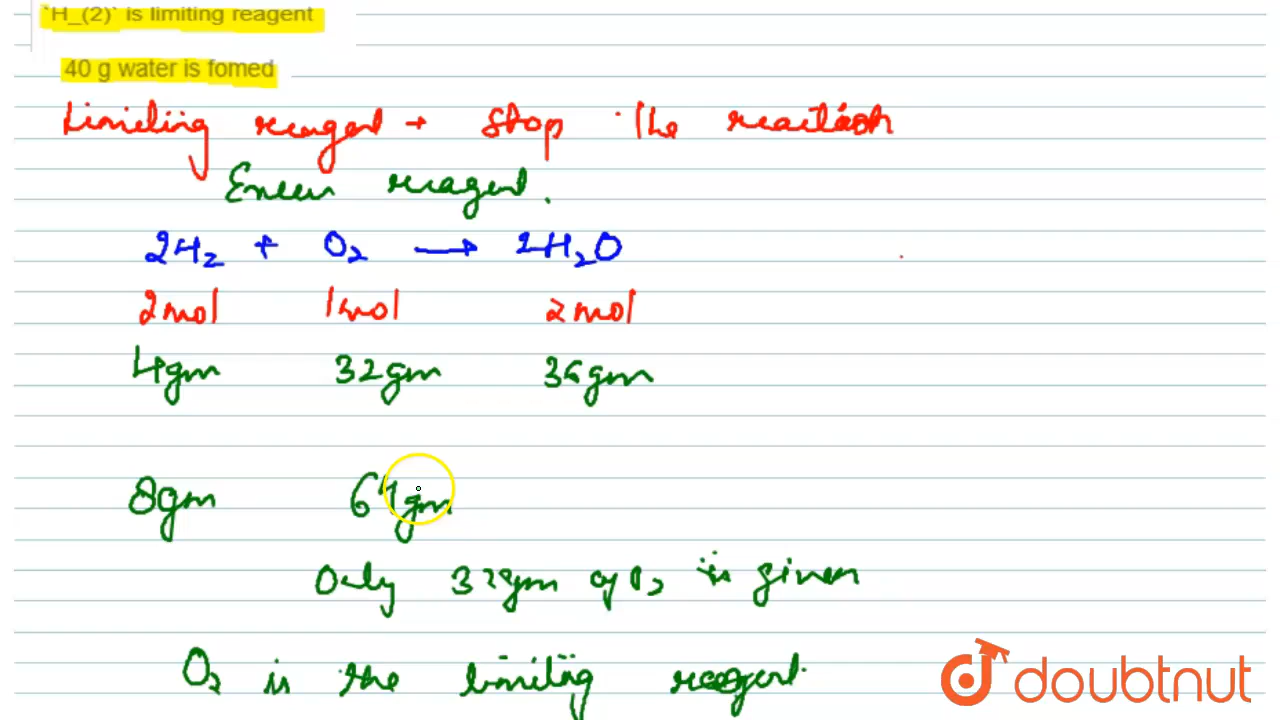 `H_(2)` is limiting reagent
40 g water is fomed
Limiting reagent → Stop the reaction
Excess reagent.
2H₂ + O₂ → 2H₂O
2mol 1mol 2mol
4gm 32gm 36gm
8gm 64gm
Only 32gm of O₂ is given
O₂ is the limiting reagent.
doubtnut